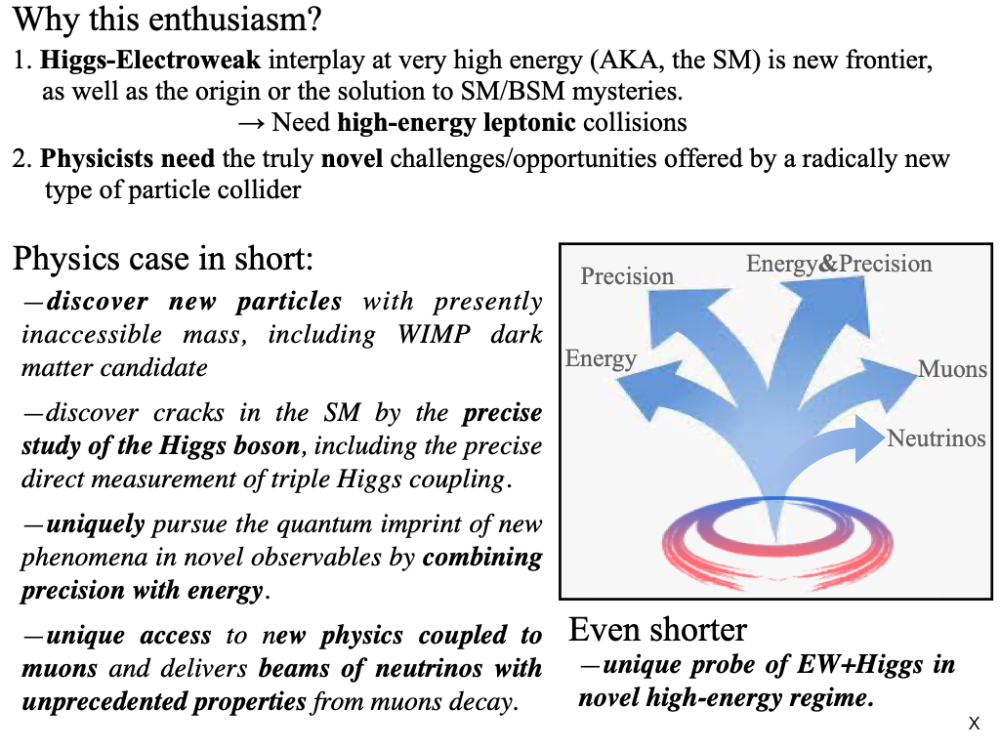 Why this enthusiasm?
1. Higgs-Electroweak interplay at very high energy (AKA, the SM) is new frontier,
as well as the origin or the solution to SM/BSM mysteries.
→ Need high-energy leptonic collisions
2. Physicists need the truly novel challenges/opportunities offered by a radically new
type of particle collider
Physics case in short:
—discover new particles with presently
inaccessible mass, including WIMP dark
matter candidate
—discover cracks in the SM by the precise
study of the Higgs boson, including the precise
direct measurement of triple Higgs coupling.
—uniquely pursue the quantum imprint of new
phenomena in novel observables by combining
precision with energy.
—unique access to new physics coupled to
muons and delivers beams of neutrinos with
unprecedented properties from muons decay.
Precision
Energy&Precision
Energy
Muons
Neutrinos
Even shorter
—unique probe of EW+Higgs in
novel high-energy regime.
X